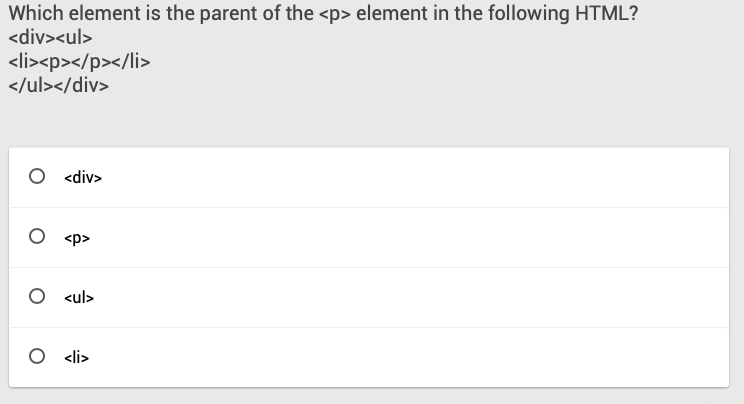 Which element is the parent of the <p> element in the following HTML?
<div><ul>
<li><p></p></li>
</ul></div>
<div>
<p>
<ul>
<li>